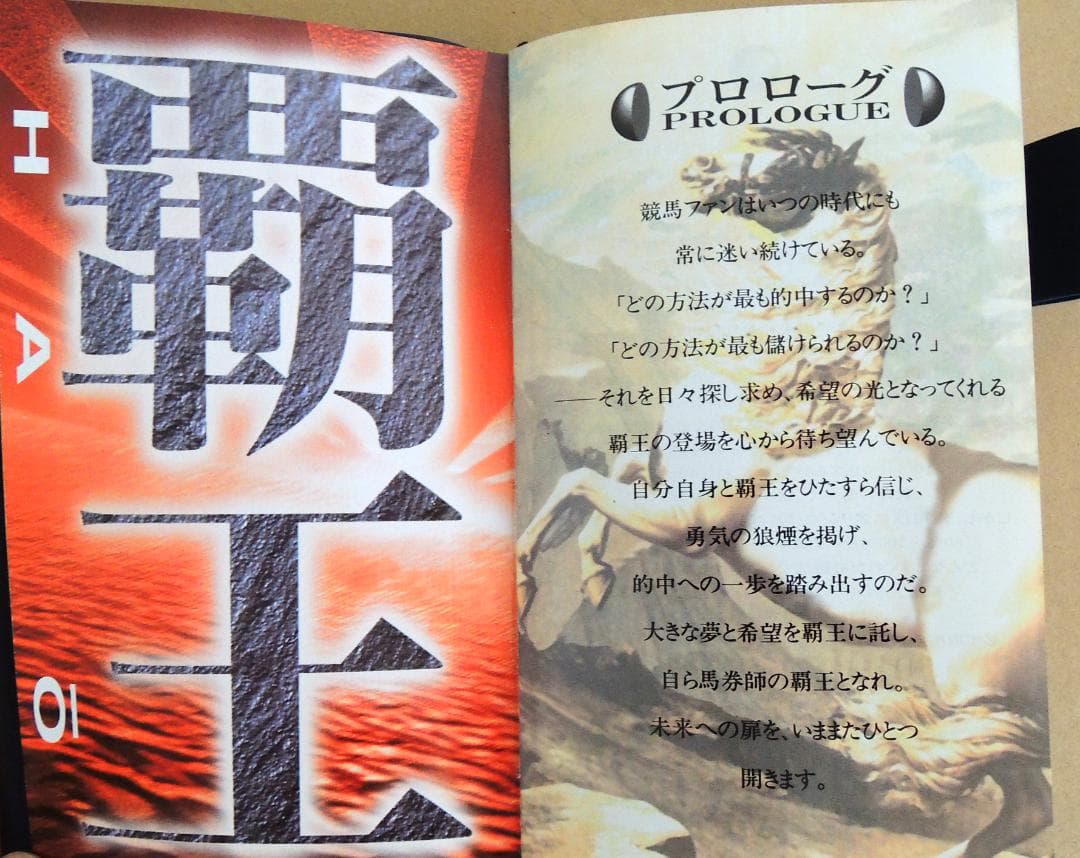 覇王
HAŌ
プロローグ
PROLOGUE
競馬ファンはいつの時代にも
常に迷い続けている。
「どの方法が最も的中するのか？」
「どの方法が最も儲けられるのか？」
――それを日々探し求め、希望の光となってくれる
覇王の登場を心から待ち望んでいる。
自分自身と覇王をひたすら信じ、
勇気の狼煙を掲げ、
的中への一歩を踏み出すのだ。
大きな夢と希望を覇王に託し、
自ら馬券師の覇王となれ。
未来への扉を、いままたひとつ
開きます。